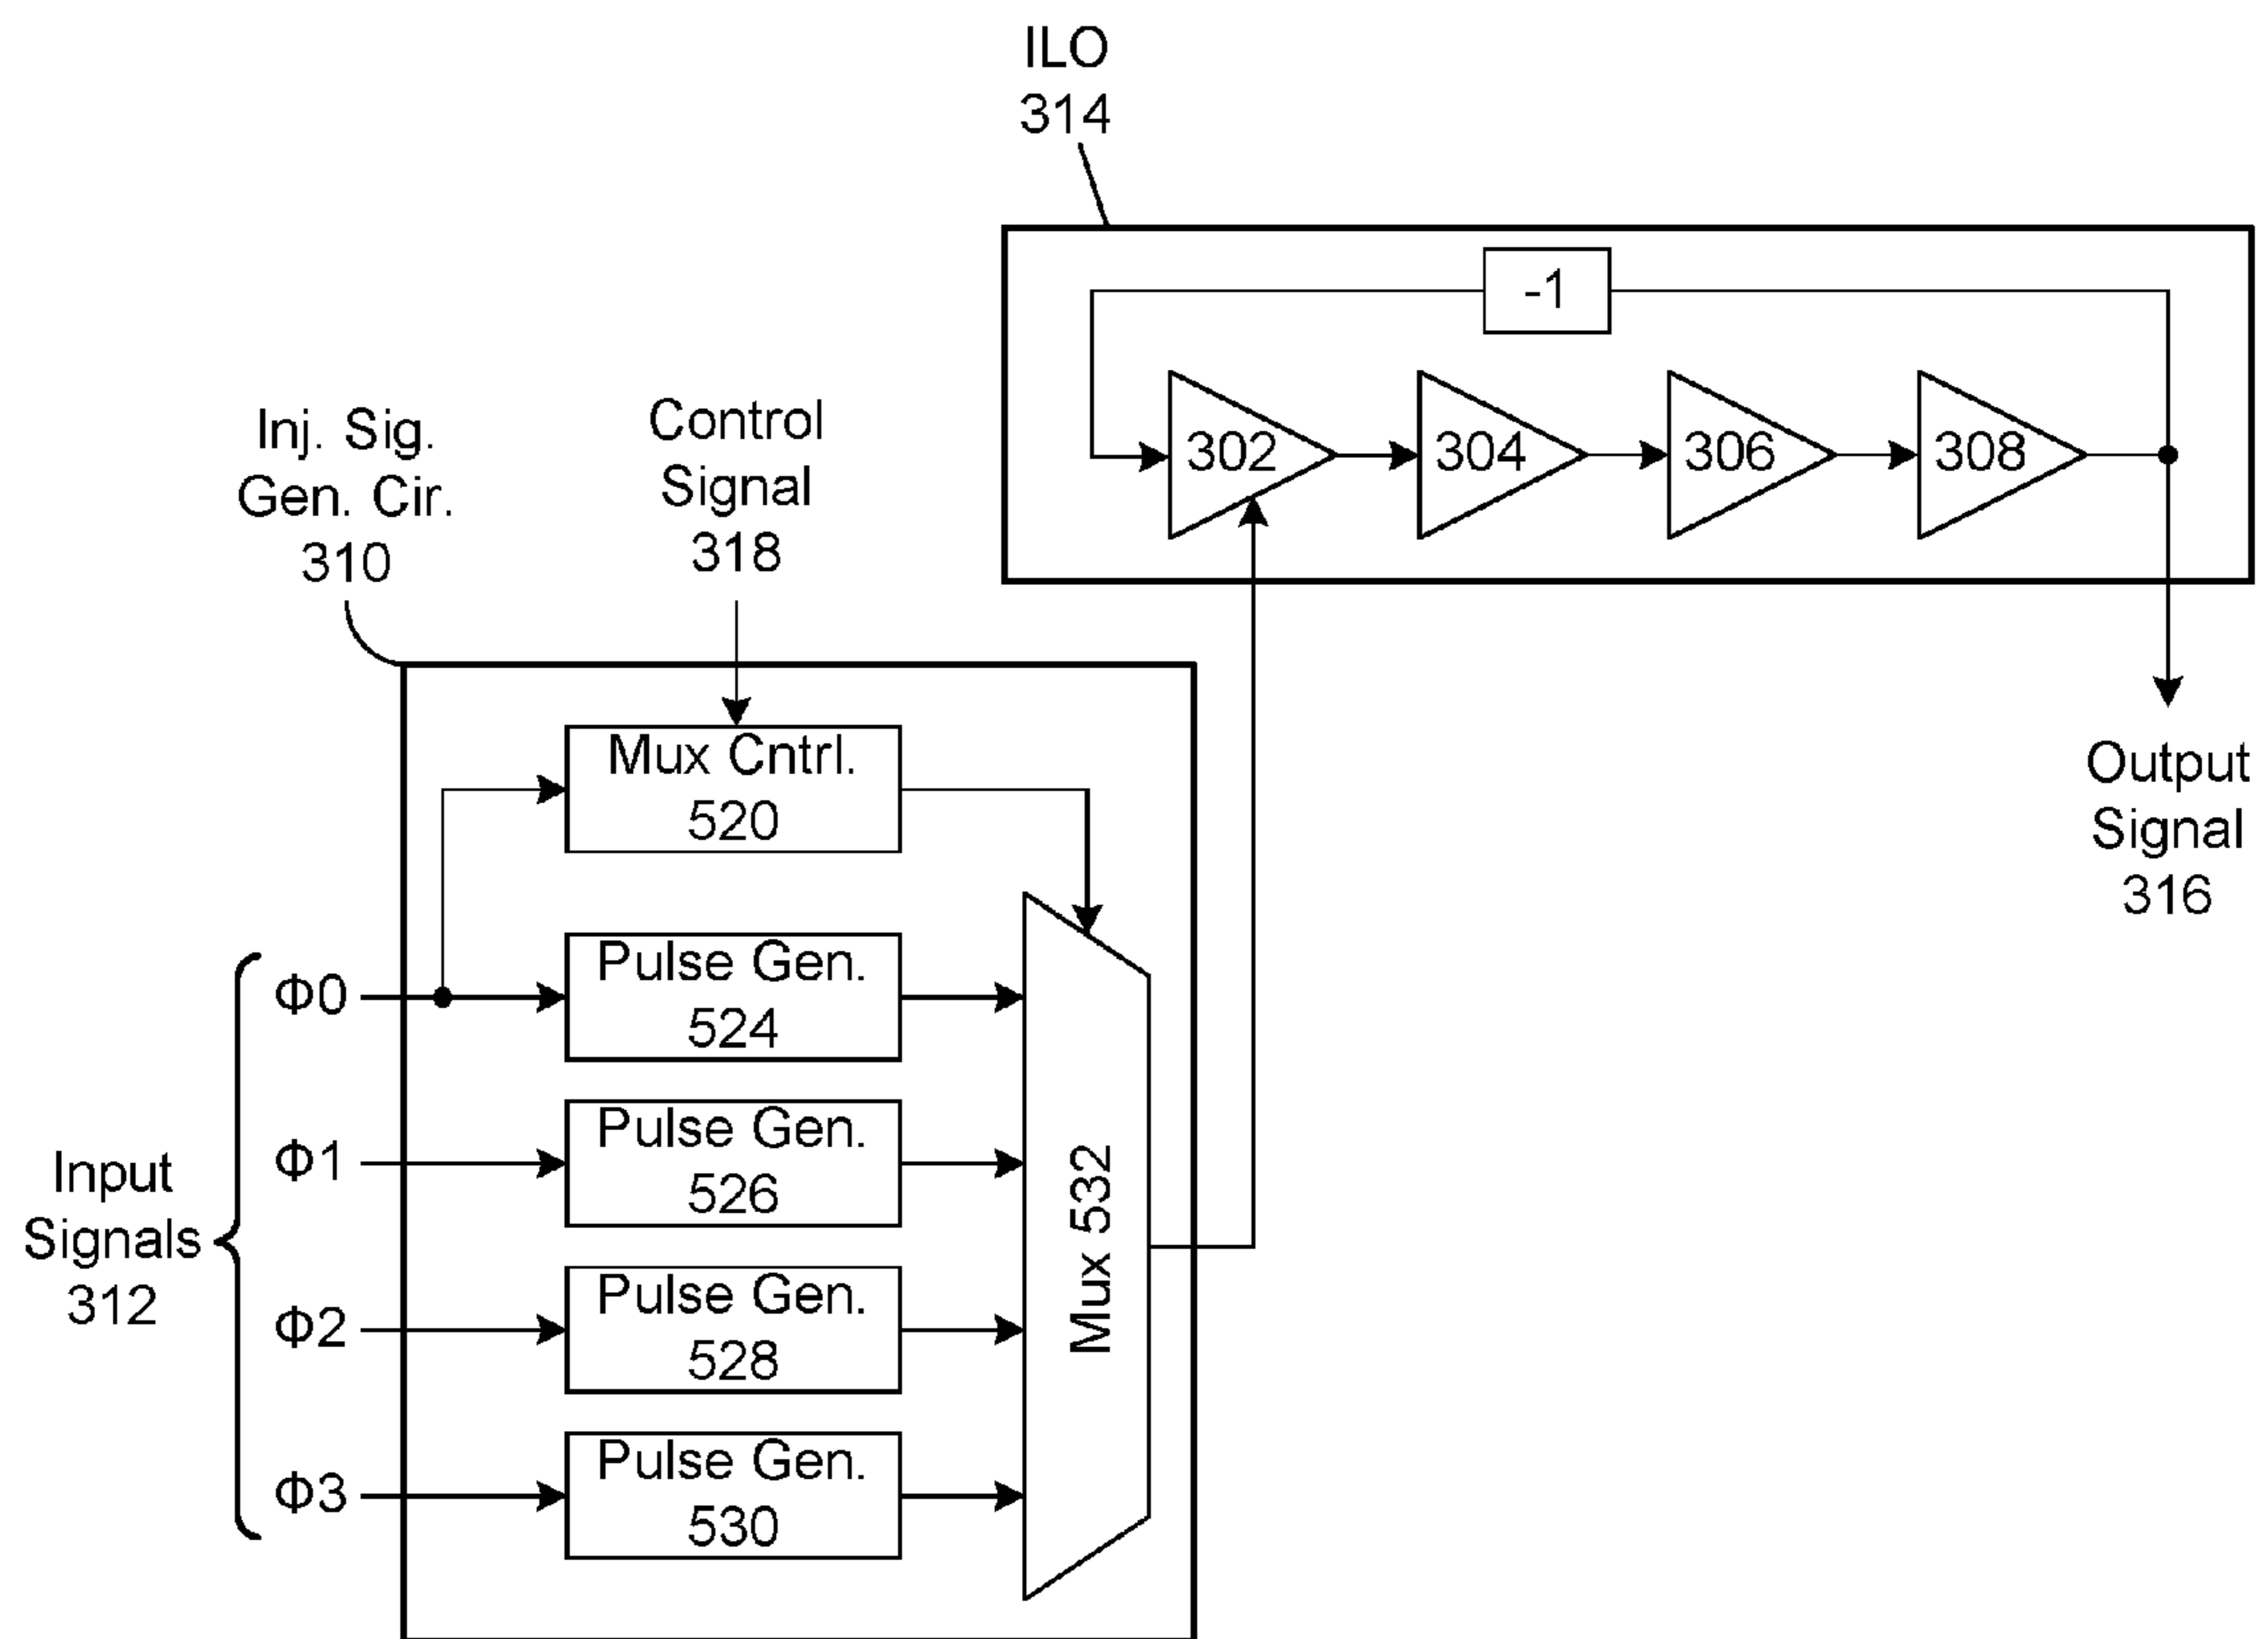 ILO
314
-1
302
304
306
308
Inj. Sig.
Gen. Cir.
310
Control
Signal
318
Output
Signal
316
Mux Cntrl.
520
Input
Signals
312
Φ0
Pulse Gen.
524
Φ1
Pulse Gen.
526
Φ2
Pulse Gen.
528
Φ3
Pulse Gen.
530
Mux 532